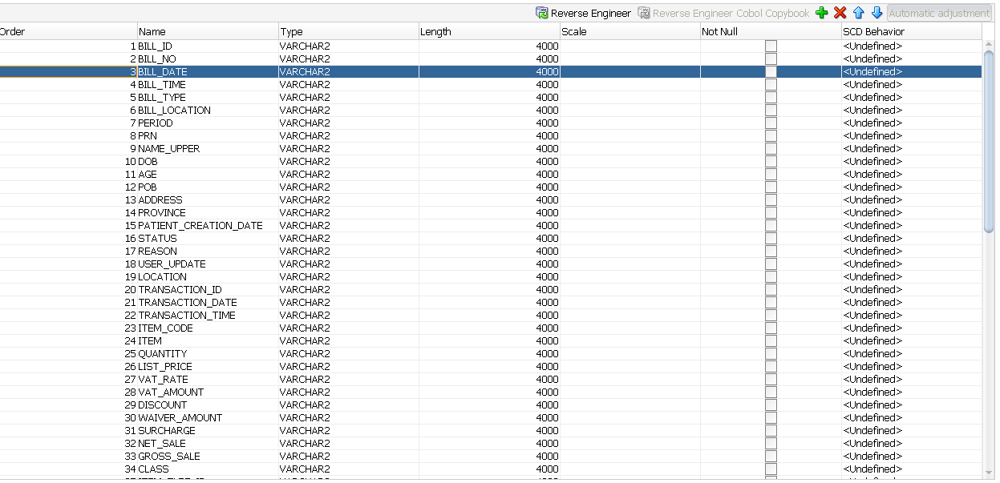 Reverse Engineer Reverse Engineer Cobol Copybook Automatic adjustment
Order Name Type Length Scale Not Null SCD Behavior
1 BILL_ID VARCHAR2 4000 <Undefined>
2 BILL_NO VARCHAR2 4000 <Undefined>
3 BILL_DATE VARCHAR2 4000 <Undefined>
4 BILL_TIME VARCHAR2 4000 <Undefined>
5 BILL_TYPE VARCHAR2 4000 <Undefined>
6 BILL_LOCATION VARCHAR2 4000 <Undefined>
7 PERIOD VARCHAR2 4000 <Undefined>
8 PRN VARCHAR2 4000 <Undefined>
9 NAME_UPPER VARCHAR2 4000 <Undefined>
10 DOB VARCHAR2 4000 <Undefined>
11 AGE VARCHAR2 4000 <Undefined>
12 POB VARCHAR2 4000 <Undefined>
13 ADDRESS VARCHAR2 4000 <Undefined>
14 PROVINCE VARCHAR2 4000 <Undefined>
15 PATIENT_CREATION_DATE VARCHAR2 4000 <Undefined>
16 STATUS VARCHAR2 4000 <Undefined>
17 REASON VARCHAR2 4000 <Undefined>
18 USER_UPDATE VARCHAR2 4000 <Undefined>
19 LOCATION VARCHAR2 4000 <Undefined>
20 TRANSACTION_ID VARCHAR2 4000 <Undefined>
21 TRANSACTION_DATE VARCHAR2 4000 <Undefined>
22 TRANSACTION_TIME VARCHAR2 4000 <Undefined>
23 ITEM_CODE VARCHAR2 4000 <Undefined>
24 ITEM VARCHAR2 4000 <Undefined>
25 QUANTITY VARCHAR2 4000 <Undefined>
26 LIST_PRICE VARCHAR2 4000 <Undefined>
27 VAT_RATE VARCHAR2 4000 <Undefined>
28 VAT_AMOUNT VARCHAR2 4000 <Undefined>
29 DISCOUNT VARCHAR2 4000 <Undefined>
30 WAIVER_AMOUNT VARCHAR2 4000 <Undefined>
31 SURCHARGE VARCHAR2 4000 <Undefined>
32 NET_SALE VARCHAR2 4000 <Undefined>
33 GROSS_SALE VARCHAR2 4000 <Undefined>
34 CLASS VARCHAR2 4000 <Undefined>